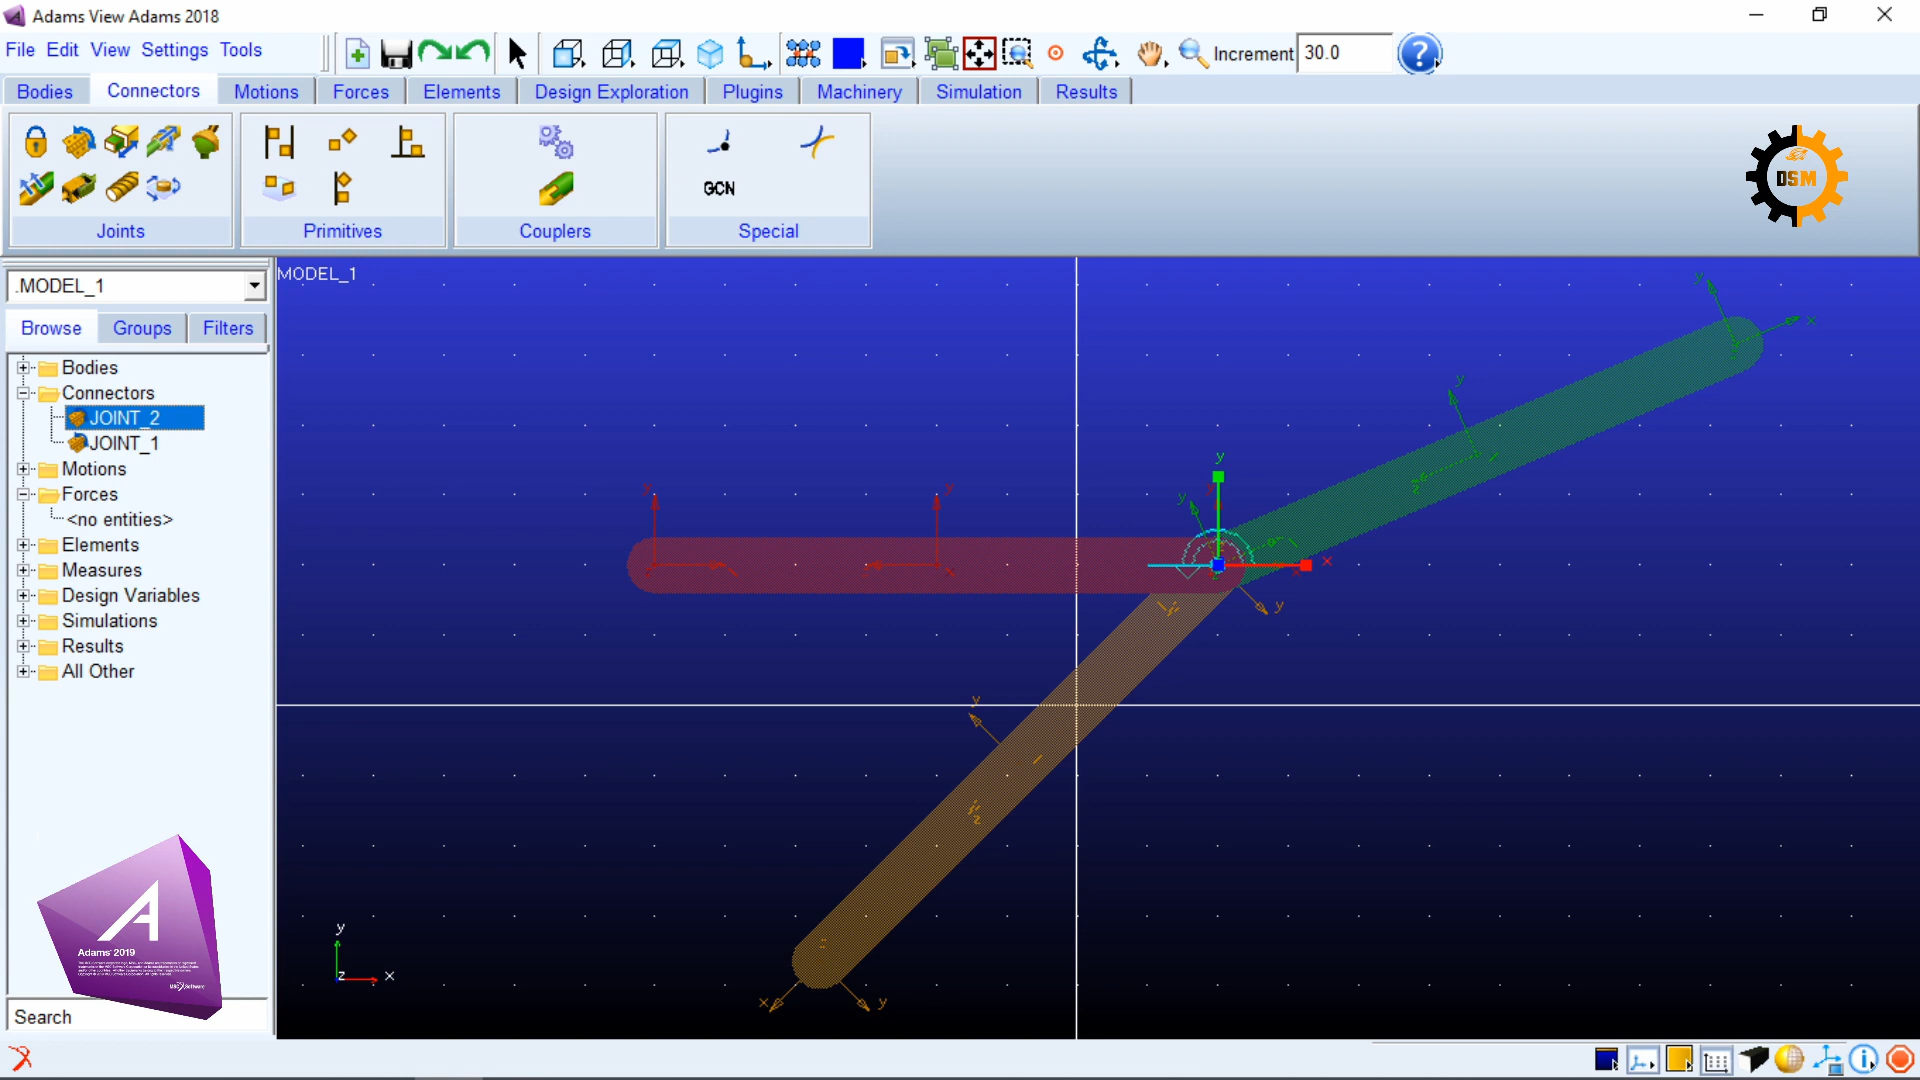 Adams View Adams 2018
File Edit View Settings Tools
Increment 30.0
?
Bodies Connectors Motions Forces Elements Design Exploration Plugins Machinery Simulation Results
GCN
Joints Primitives Couplers Special
DSM
.MODEL_1
MODEL_1
Browse Groups Filters
Bodies
Connectors
JOINT_2
JOINT_1
Motions
Forces
<no entities>
Elements
Measures
Design Variables
Simulations
Results
All Other
y
x
y
z
y
y
x
y
y
x
y
y
z
x
y
y
z
x
A
Adams 2019
MSC Software
Search